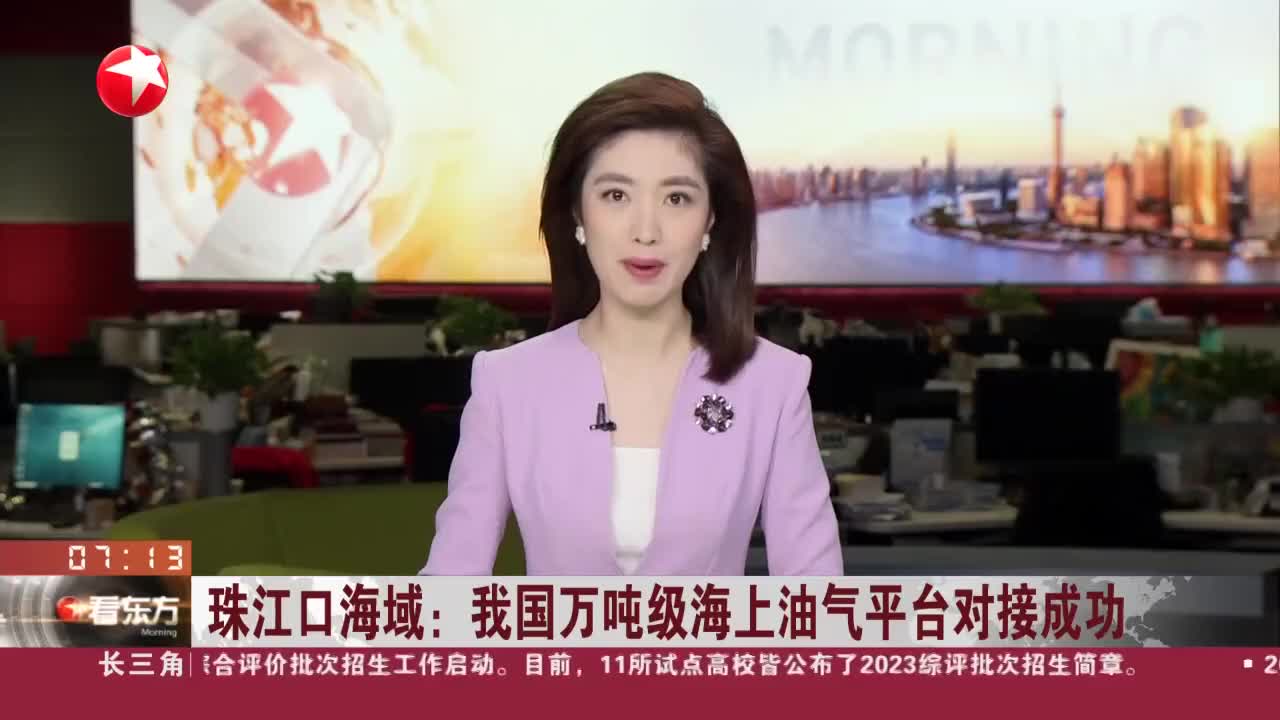 MORNING
07:13
看东方
Morning
珠江口海域：我国万吨级海上油气平台对接成功
长三角
综合评价批次招生工作启动。目前，11所试点高校皆公布了2023综评批次招生简章。